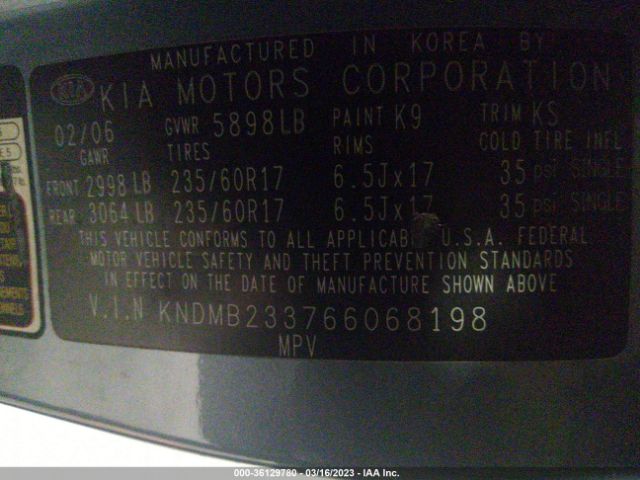 MANUFACTURED IN KOREA BY
KIA KIA MOTORS CORPORATION
02/06 GVWR 5898LB PAINT K9 TRIM KS
GAWR TIRES RIMS COLD TIRE INFL
FRONT 2998 LB 235/60R17 6.5Jx17 35 psi SINGLE
REAR 3064 LB 235/60R17 6.5Jx17 35 psi SINGLE
THIS VEHICLE CONFORMS TO ALL U.S.A. FEDERAL
MOTOR VEHICLE SAFETY AND THEFT PREVENTION STANDARDS
IN EFFECT ON THE DATE OF MANUFACTURE SHOWN ABOVE
V.I.N KNDMB233766068198
MPV
000-36129780 - 03/16/2023 - IAA Inc.